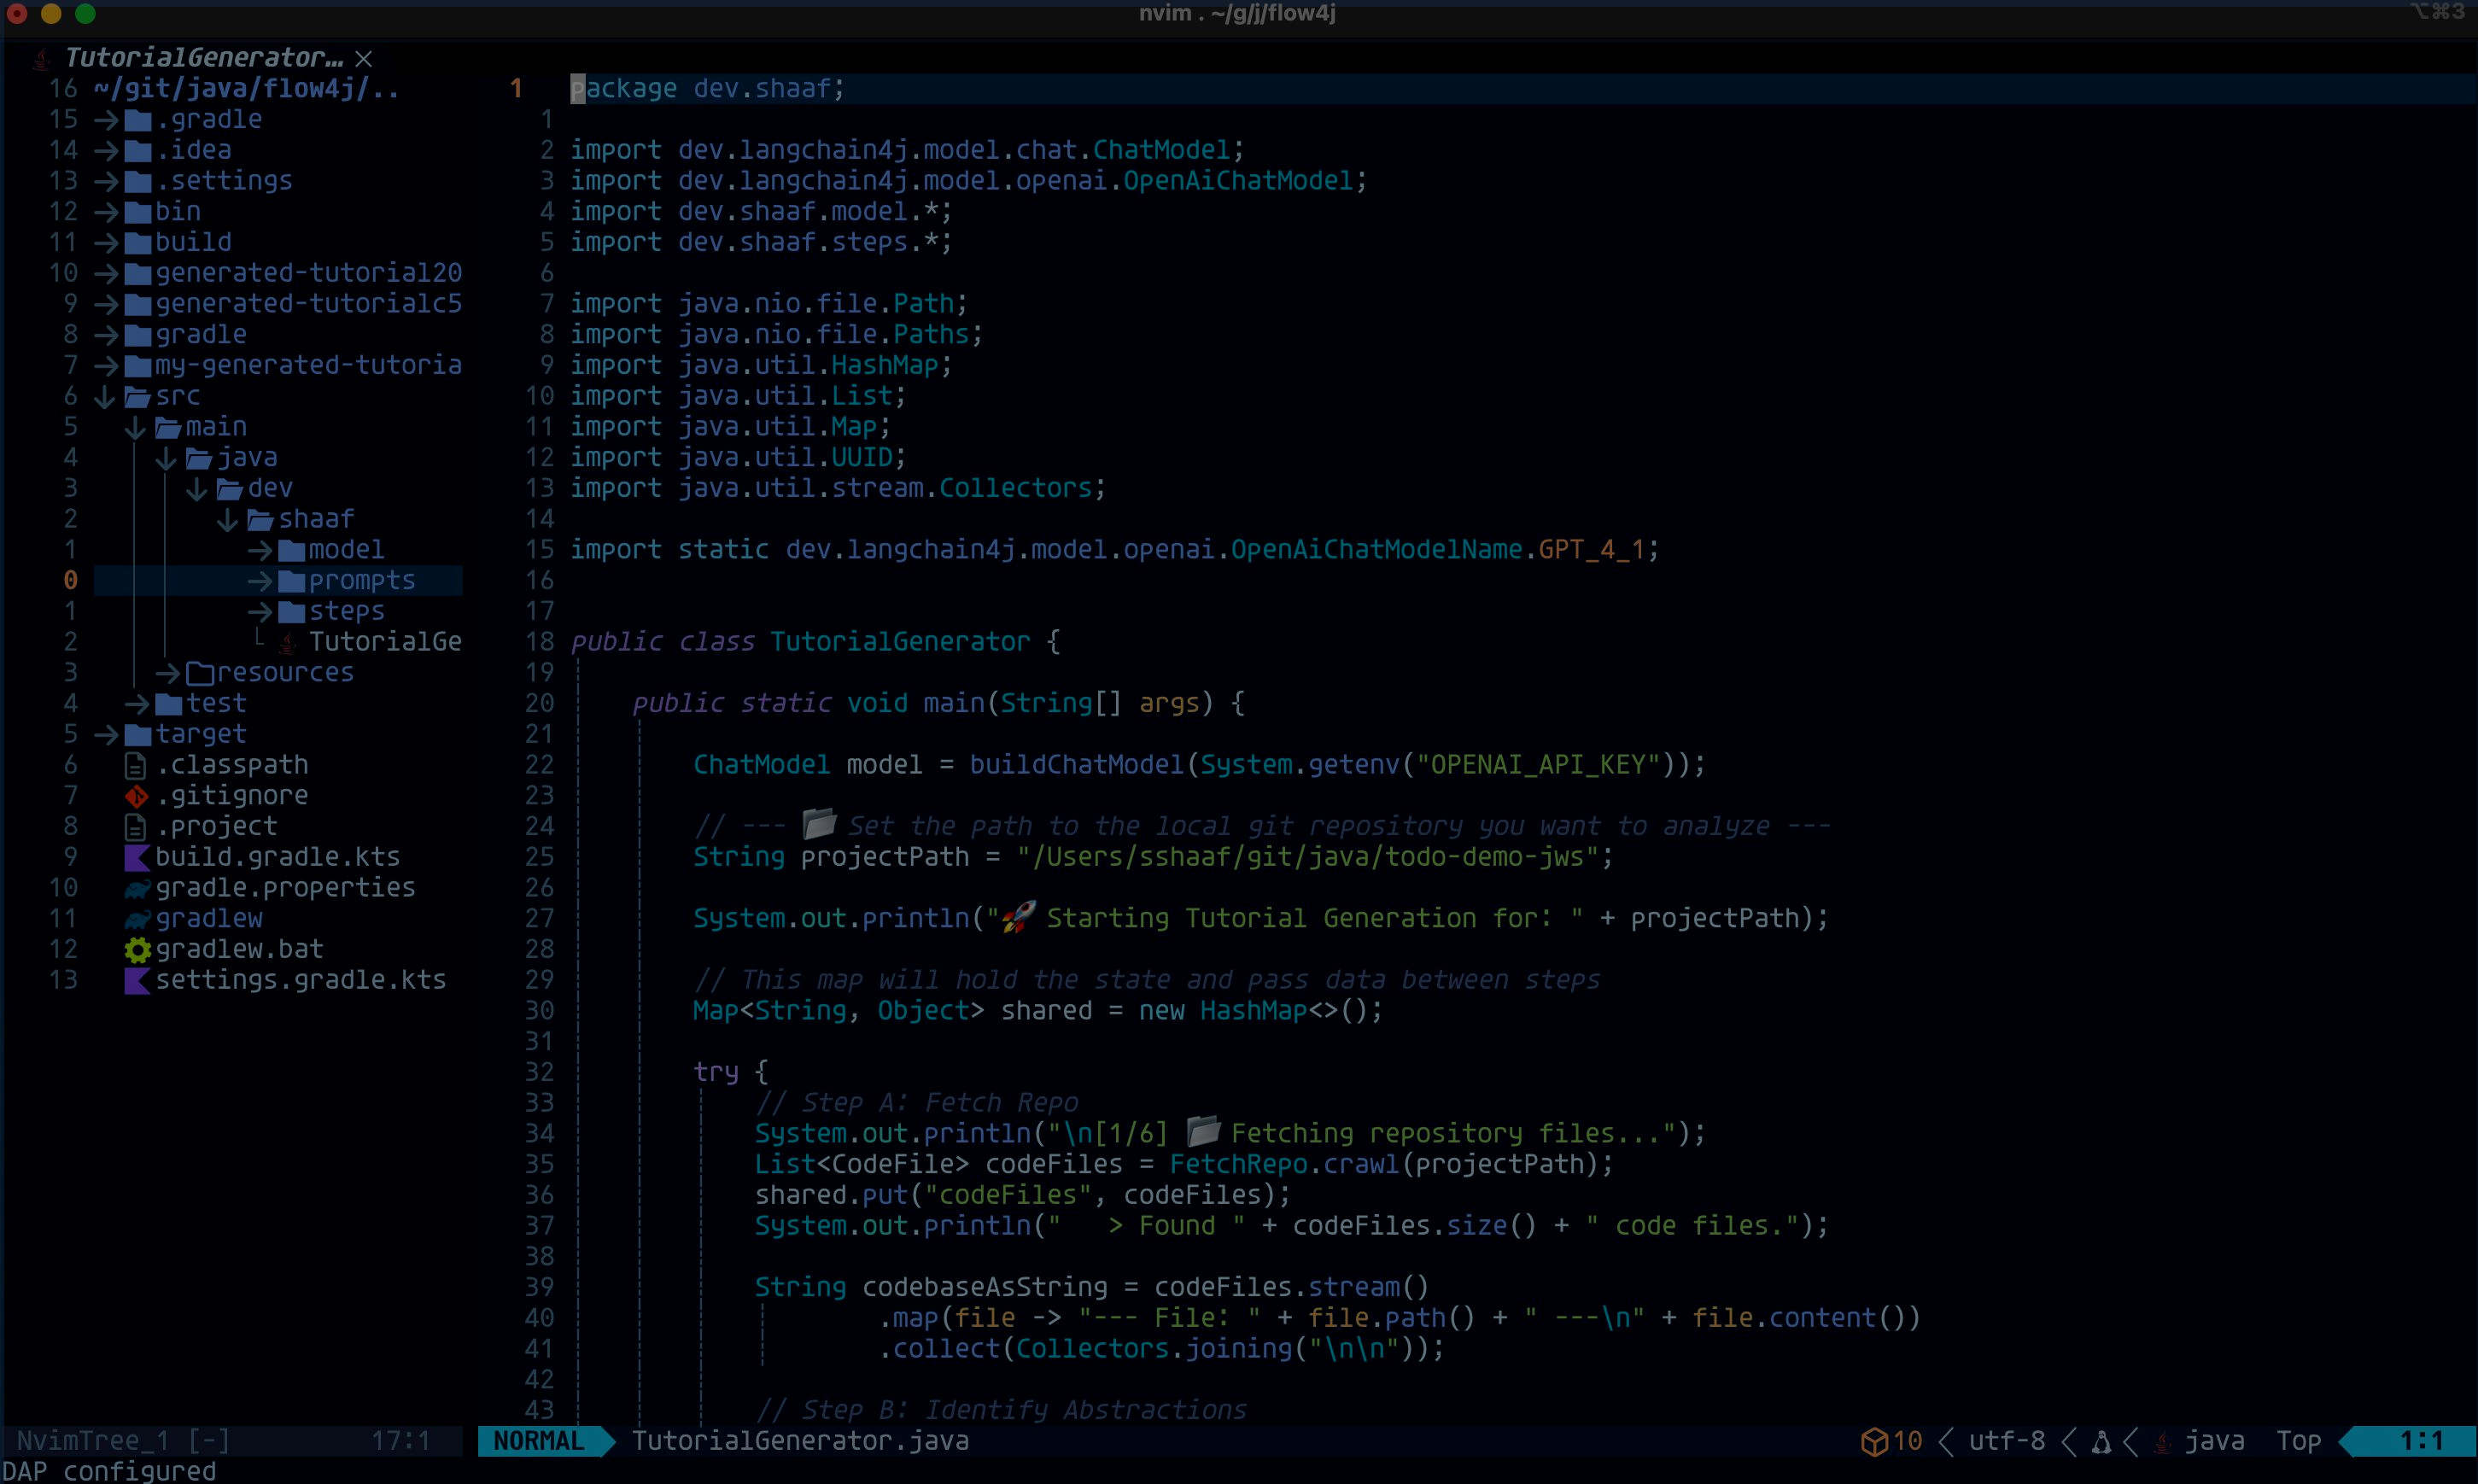 nvim . ~/g/j/flow4j
⌥⌘3
TutorialGenerator…
16 ~/git/java/flow4j/..
15 .gradle
14 .idea
13 .settings
12 bin
11 build
10 generated-tutorial20
9 generated-tutorialc5
8 gradle
7 my-generated-tutoria
6 src
5 main
4 java
3 dev
2 shaaf
1 model
0 prompts
1 steps
2 TutorialGe
3 resources
4 test
5 target
6 .classpath
7 .gitignore
8 .project
9 build.gradle.kts
10 gradle.properties
11 gradlew
12 gradlew.bat
13 settings.gradle.kts
NvimTree_1 [-] 17:1
1 package dev.shaaf;
1
2 import dev.langchain4j.model.chat.ChatModel;
3 import dev.langchain4j.model.openai.OpenAiChatModel;
4 import dev.shaaf.model.*;
5 import dev.shaaf.steps.*;
6
7 import java.nio.file.Path;
8 import java.nio.file.Paths;
9 import java.util.HashMap;
10 import java.util.List;
11 import java.util.Map;
12 import java.util.UUID;
13 import java.util.stream.Collectors;
14
15 import static dev.langchain4j.model.openai.OpenAiChatModelName.GPT_4_1;
16
17
18 public class TutorialGenerator {
19
20 public static void main(String[] args) {
21
22 ChatModel model = buildChatModel(System.getenv("OPENAI_API_KEY"));
23
24 // --- 📂 Set the path to the local git repository you want to analyze ---
25 String projectPath = "/Users/sshaaf/git/java/todo-demo-jws";
26
27 System.out.println("🚀 Starting Tutorial Generation for: " + projectPath);
28
29 // This map will hold the state and pass data between steps
30 Map<String, Object> shared = new HashMap<>();
31
32 try {
33 // Step A: Fetch Repo
34 System.out.println("\n[1/6] 📂 Fetching repository files...");
35 List<CodeFile> codeFiles = FetchRepo.crawl(projectPath);
36 shared.put("codeFiles", codeFiles);
37 System.out.println("   > Found " + codeFiles.size() + " code files.");
38
39 String codebaseAsString = codeFiles.stream()
40 .map(file -> "--- File: " + file.path() + " ---\n" + file.content())
41 .collect(Collectors.joining("\n\n"));
42
43 // Step B: Identify Abstractions
NORMAL TutorialGenerator.java 10 utf-8 java Top 1:1
DAP configured